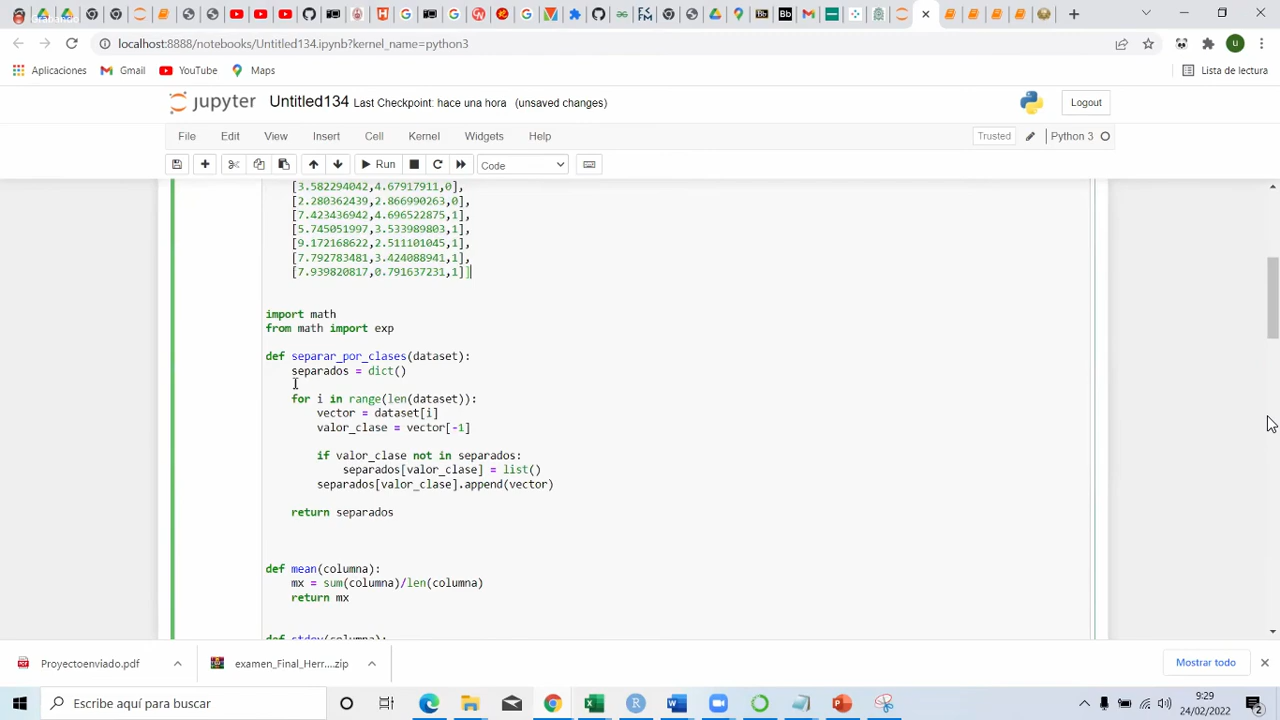 localhost:8888/notebooks/Untitled134.ipynb?kernel_name=python3
Aplicaciones Gmail YouTube Maps Lista de lectura
jupyter Untitled134 Last Checkpoint: hace una hora (unsaved changes) Logout
File Edit View Insert Cell Kernel Widgets Help Trusted Python 3
Run Code
[3.582294042,4.67917911,0],
[2.280362439,2.866990263,0],
[7.423436942,4.696522875,1],
[5.745051997,3.533989803,1],
[9.172168622,2.511101045,1],
[7.792783481,3.424088941,1],
[7.939820817,0.791637231,1]]
import math
from math import exp
def separar_por_clases(dataset):
separados = dict()
for i in range(len(dataset)):
vector = dataset[i]
valor_clase = vector[-1]
if valor_clase not in separados:
separados[valor_clase] = list()
separados[valor_clase].append(vector)
return separados
def mean(columna):
mx = sum(columna)/len(columna)
return mx
def stdev(columna):
Proyectoenviado.pdf examen_Final_Herr....zip Mostrar todo
Escribe aquí para buscar
9:29
24/02/2022